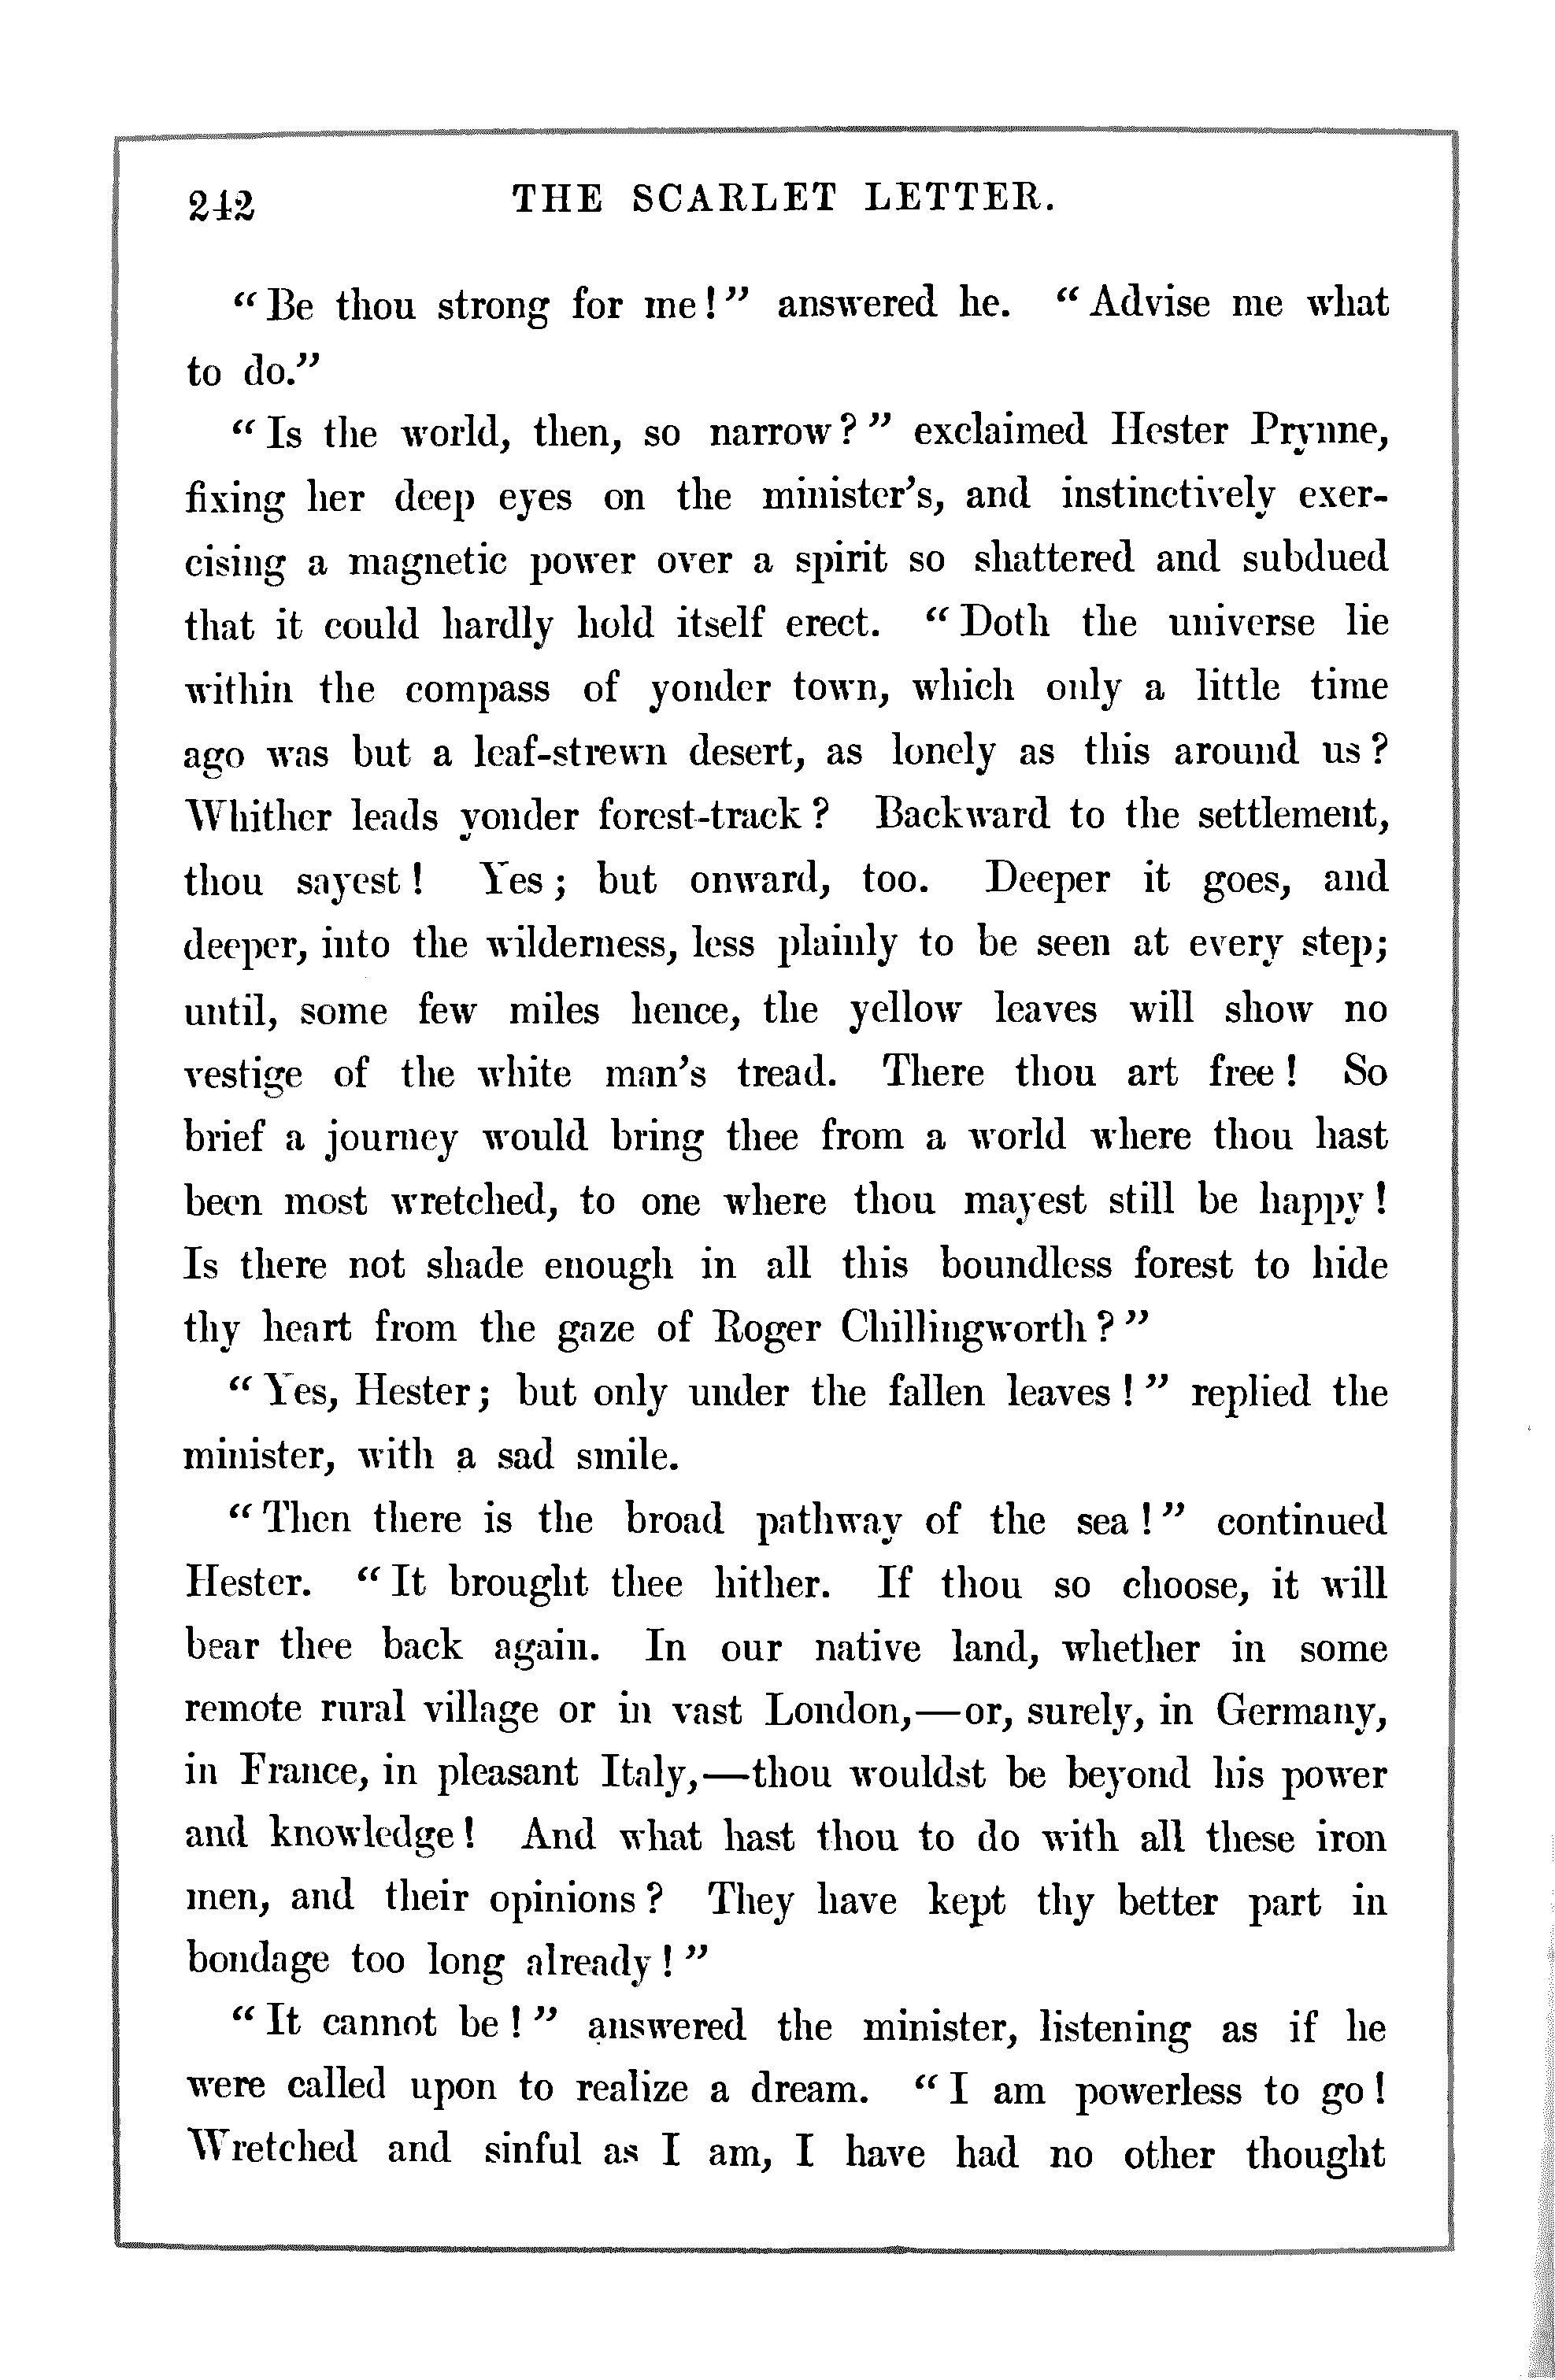 242 THE SCARLET LETTER.
“Be thou strong for me!” answered he. “Advise me what
to do.”
“Is the world, then, so narrow?” exclaimed Hester Prynne,
fixing her deep eyes on the minister’s, and instinctively exer-
cising a magnetic power over a spirit so shattered and subdued
that it could hardly hold itself erect. “Doth the universe lie
within the compass of yonder town, which only a little time
ago was but a leaf-strewn desert, as lonely as this around us?
Whither leads yonder forest-track? Backward to the settlement,
thou sayest! Yes; but onward, too. Deeper it goes, and
deeper, into the wilderness, less plainly to be seen at every step;
until, some few miles hence, the yellow leaves will show no
vestige of the white man’s tread. There thou art free! So
brief a journey would bring thee from a world where thou hast
been most wretched, to one where thou mayest still be happy!
Is there not shade enough in all this boundless forest to hide
thy heart from the gaze of Roger Chillingworth?”
“Yes, Hester; but only under the fallen leaves!” replied the
minister, with a sad smile.
“Then there is the broad pathway of the sea!” continued
Hester. “It brought thee hither. If thou so choose, it will
bear thee back again. In our native land, whether in some
remote rural village or in vast London,—or, surely, in Germany,
in France, in pleasant Italy,—thou wouldst be beyond his power
and knowledge! And what hast thou to do with all these iron
men, and their opinions? They have kept thy better part in
bondage too long already!”
“It cannot be!” answered the minister, listening as if he
were called upon to realize a dream. “I am powerless to go!
Wretched and sinful as I am, I have had no other thought